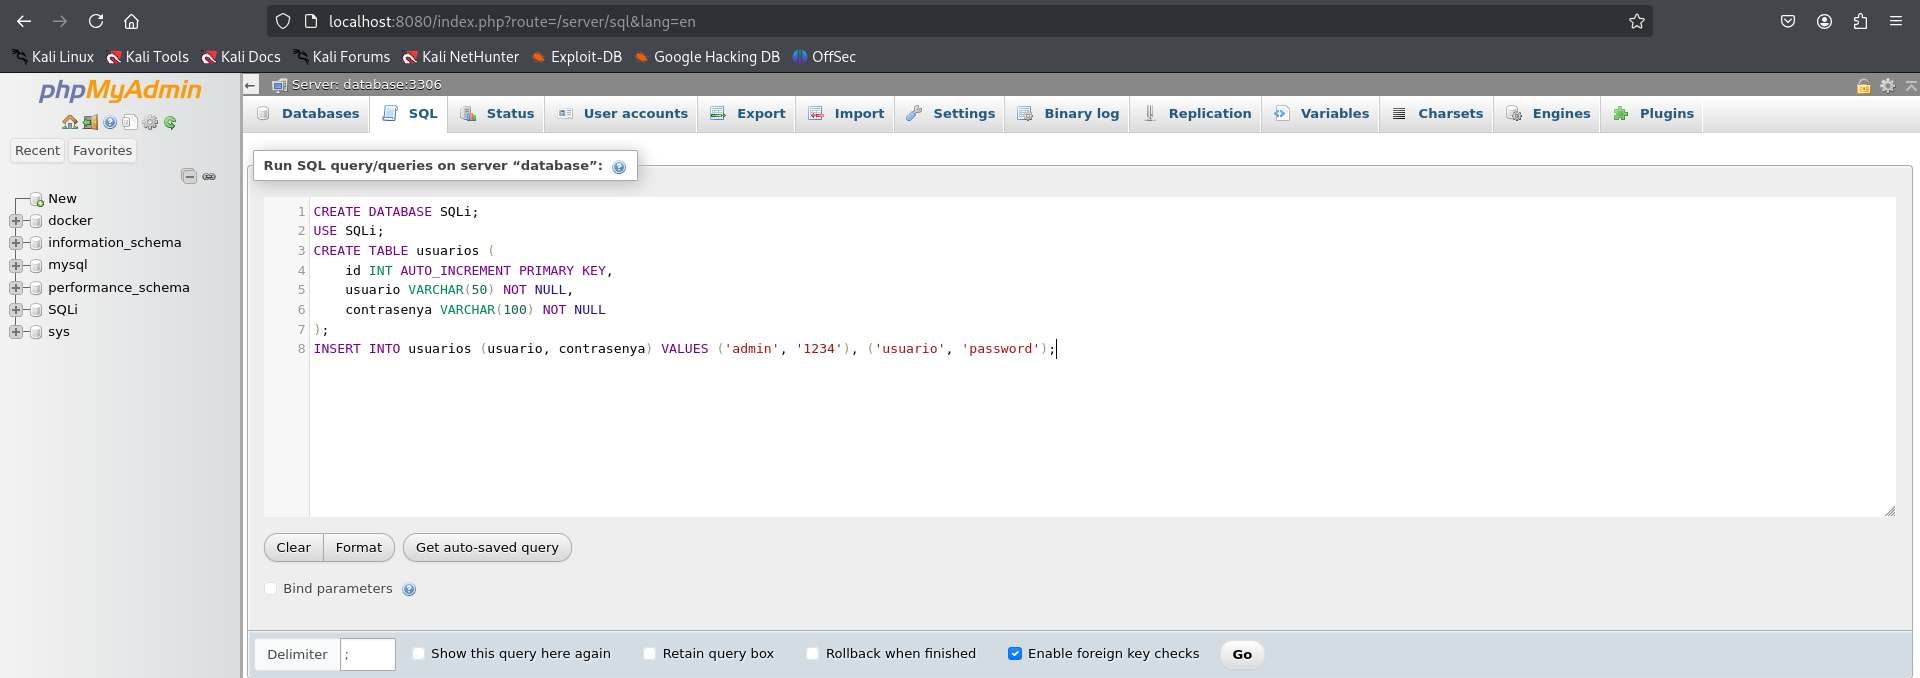 localhost:8080/index.php?route=/server/sql&lang=en
Kali Linux Kali Tools Kali Docs Kali Forums Kali NetHunter Exploit-DB Google Hacking DB OffSec
phpMyAdmin
Recent Favorites
New
docker
information_schema
mysql
performance_schema
SQLi
sys
Server: database:3306
Databases SQL Status User accounts Export Import Settings Binary log Replication Variables Charsets Engines Plugins
Run SQL query/queries on server “database”:
1 CREATE DATABASE SQLi;
2 USE SQLi;
3 CREATE TABLE usuarios (
4     id INT AUTO_INCREMENT PRIMARY KEY,
5     usuario VARCHAR(50) NOT NULL,
6     contrasenya VARCHAR(100) NOT NULL
7 );
8 INSERT INTO usuarios (usuario, contrasenya) VALUES ('admin', '1234'), ('usuario', 'password');
Clear Format Get auto-saved query
Bind parameters
Delimiter ; Show this query here again Retain query box Rollback when finished Enable foreign key checks Go